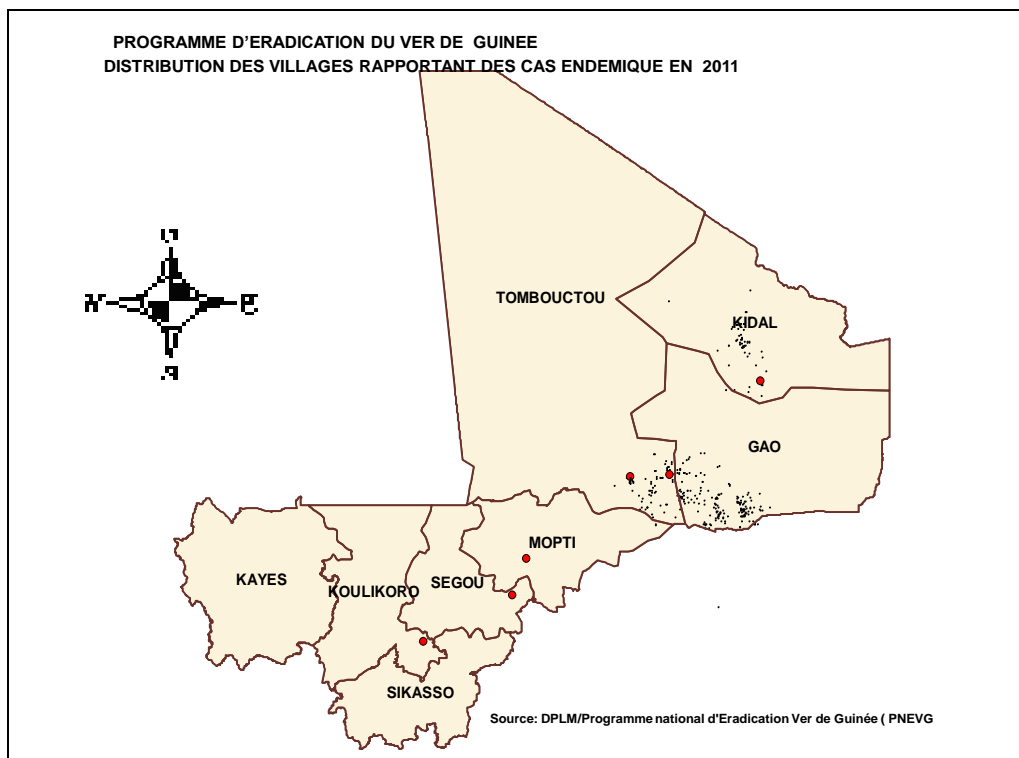 PROGRAMME D'ERADICATION DU VER DE GUINEE
DISTRIBUTION DES VILLAGES RAPPORTANT DES CAS ENDEMIQUE EN 2011
TOMBOUCTOU
KIDAL
GAO
MOPTI
SEGOU
KAYES
KOULIKORO
SIKASSO
Source: DPLM/Programme national d'Eradication Ver de Guinée ( PNEVG